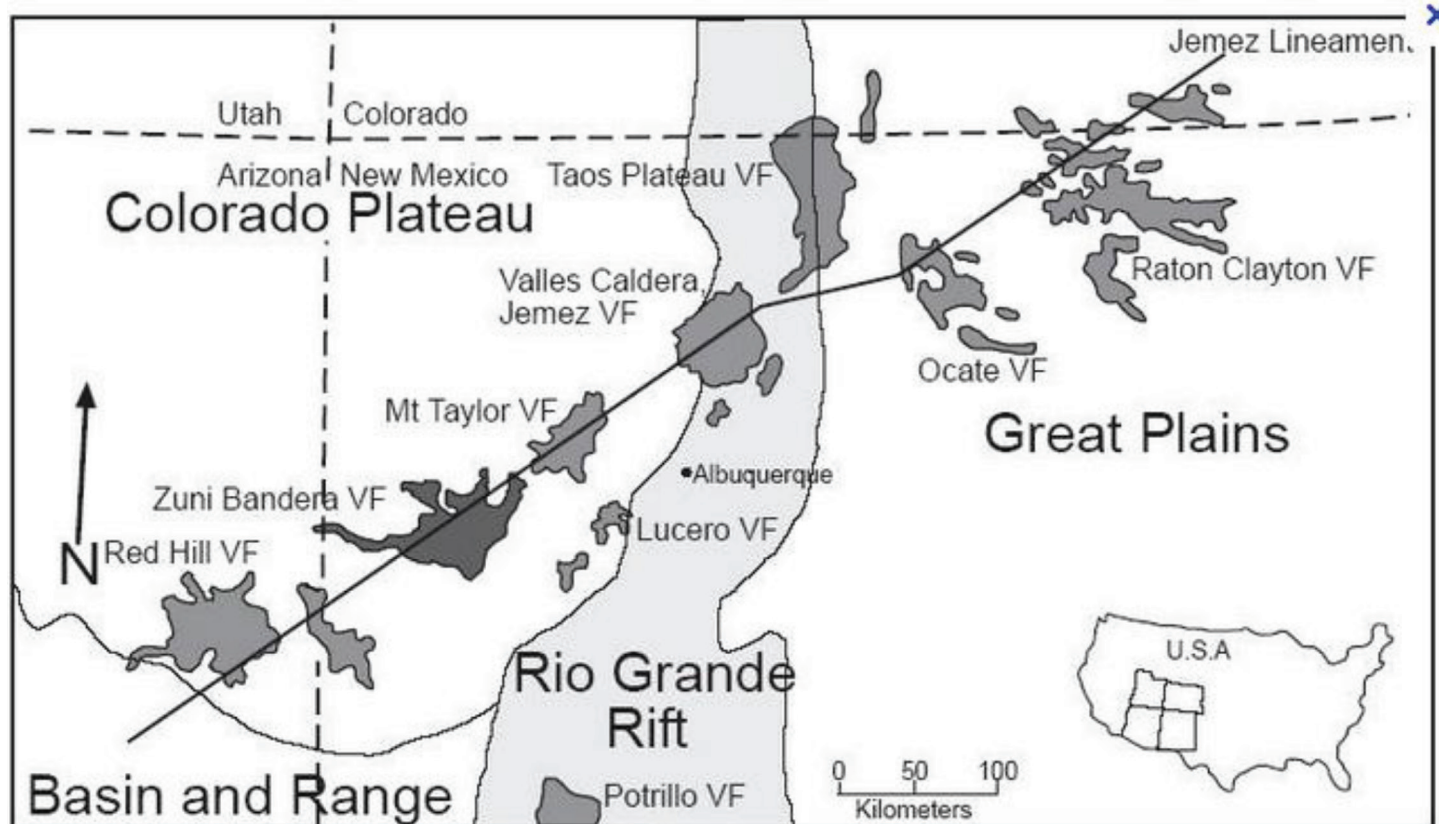 Jemez Lineamen
Utah
Colorado
Arizona
New Mexico
Taos Plateau VF
Colorado Plateau
Valles Caldera,
Jemez VF
Raton Clayton VF
Ocate VF
Mt Taylor VF
Great Plains
Albuquerque
Zuni Bandera VF
Lucero VF
N
Red Hill VF
U.S.A
Rio Grande
Rift
0 50 100
Kilometers
Basin and Range
Potrillo VF